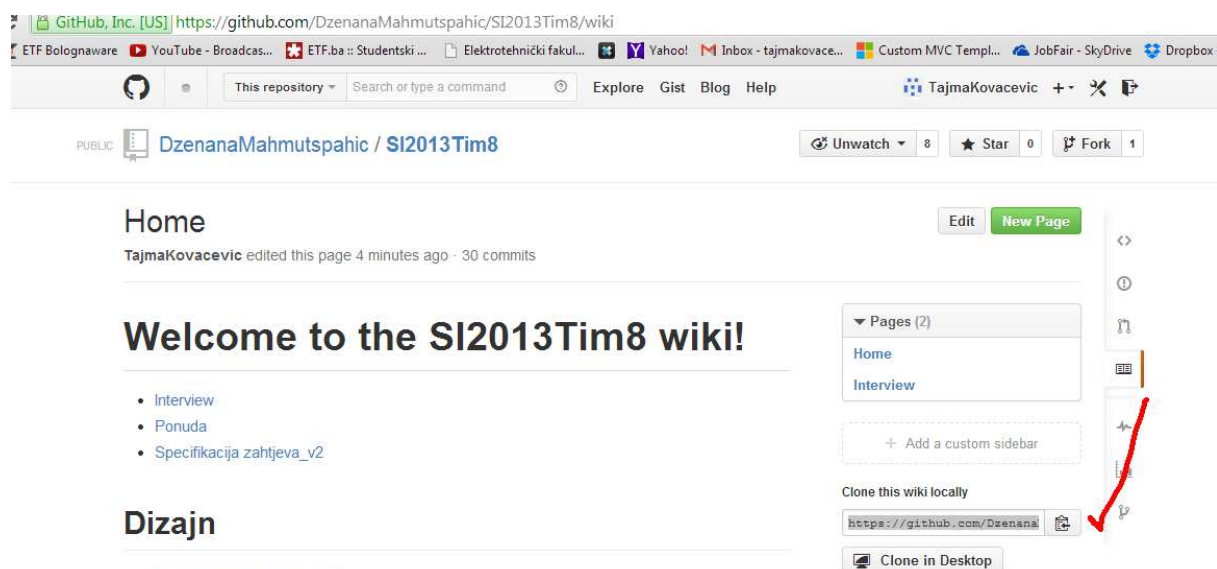 GitHub, Inc. [US] https://github.com/DzenanaMahmutspahic/SI2013Tim8/wiki
ETF Bolognaware YouTube - Broadcas... ETF.ba :: Studentski ... Elektrotehnički fakul... Yahoo! Inbox - tajmakovace... Custom MVC Templ... JobFair - SkyDrive Dropbox
This repository Search or type a command Explore Gist Blog Help TajmaKovacevic
PUBLIC DzenanaMahmutspahic / SI2013Tim8 Unwatch 8 Star 0 Fork 1
Home Edit New Page
TajmaKovacevic edited this page 4 minutes ago · 30 commits
Welcome to the SI2013Tim8 wiki!
• Interview
• Ponuda
• Specifikacija zahtjeva_v2
Dizajn
Pages (2)
Home
Interview
+ Add a custom sidebar
Clone this wiki locally
https://github.com/Dzenana
Clone in Desktop